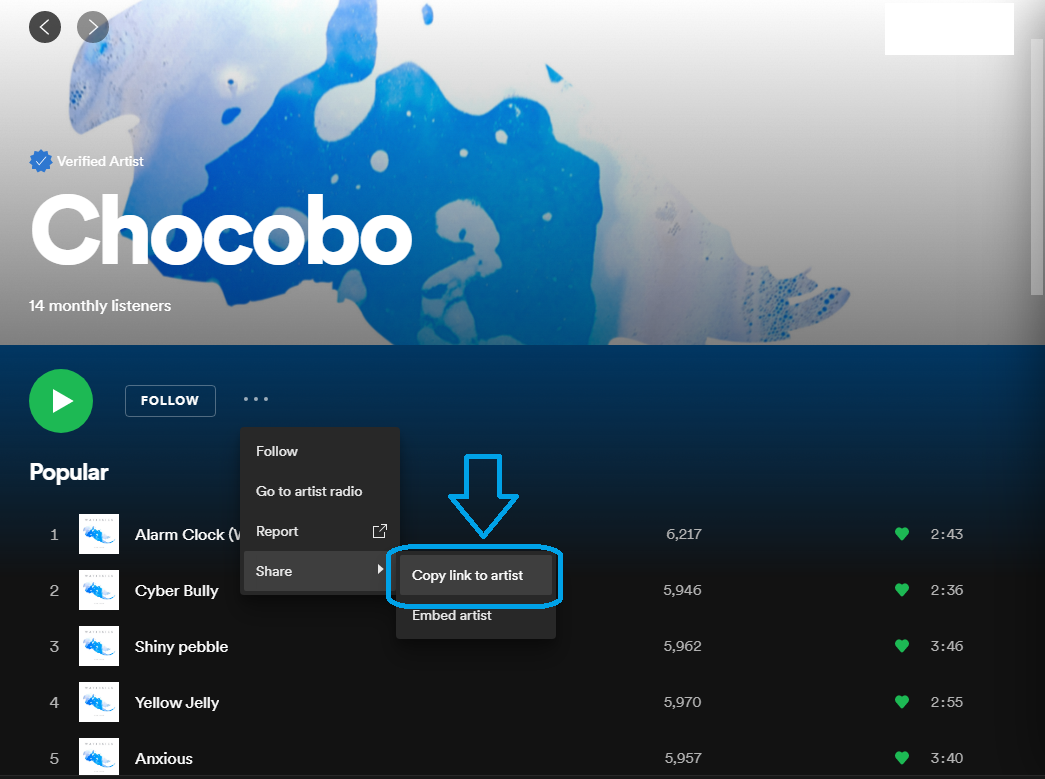 Verified Artist
Chocobo
14 monthly listeners
FOLLOW
Follow
Go to artist radio
Report
Share
Copy link to artist
Embed artist
Popular
1 Alarm Clock ( 6,217 2:43
2 Cyber Bully 5,946 2:36
3 Shiny pebble 5,962 3:46
4 Yellow Jelly 5,970 2:55
5 Anxious 5,957 3:40